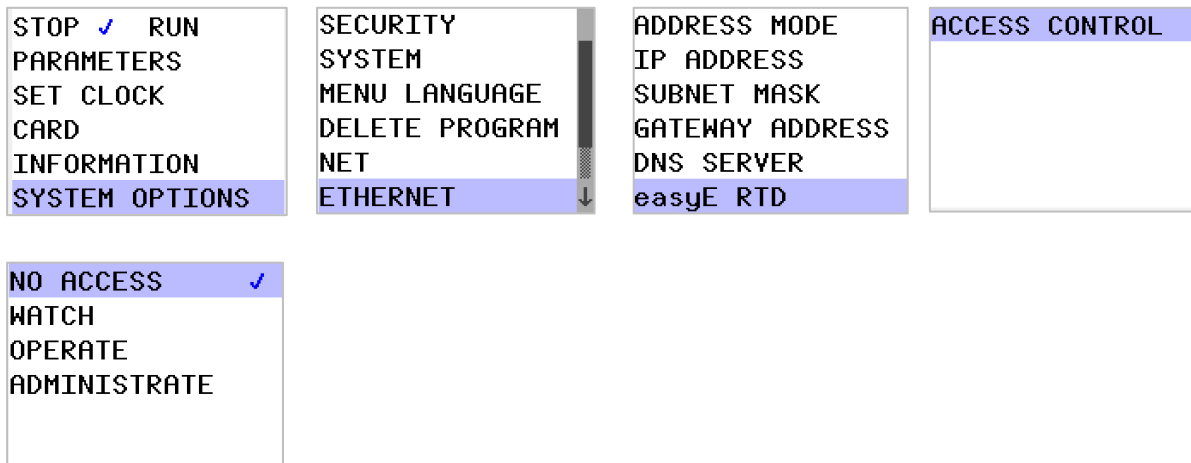 STOP ✓ RUN
PARAMETERS
SET CLOCK
CARD
INFORMATION
SYSTEM OPTIONS
SECURITY
SYSTEM
MENU LANGUAGE
DELETE PROGRAM
NET
ETHERNET
ADDRESS MODE
IP ADDRESS
SUBNET MASK
GATEWAY ADDRESS
DNS SERVER
easyE RTD
ACCESS CONTROL
NO ACCESS ✓
WATCH
OPERATE
ADMINISTRATE